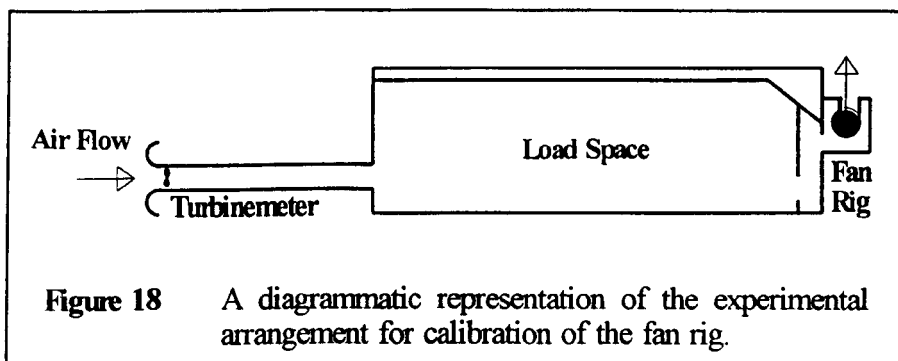 Air Flow
Turbinemeter
Load Space
Fan
Rig
Figure 18 A diagrammatic representation of the experimental
arrangement for calibration of the fan rig.